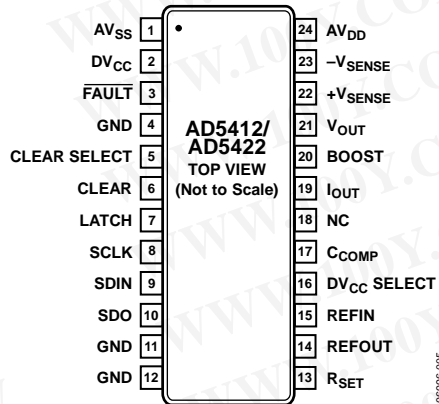 AVSS 1
DVCC 2
FAULT 3
GND 4
CLEAR SELECT 5
CLEAR 6
LATCH 7
SCLK 8
SDIN 9
SDO 10
GND 11
GND 12
AD5412/
AD5422
TOP VIEW
(Not to Scale)
24 AVDD
23 –VSENSE
22 +VSENSE
21 VOUT
20 BOOST
19 IOUT
18 NC
17 CCOMP
16 DVCC SELECT
15 REFIN
14 REFOUT
13 RSET
WWW.100Y.CO